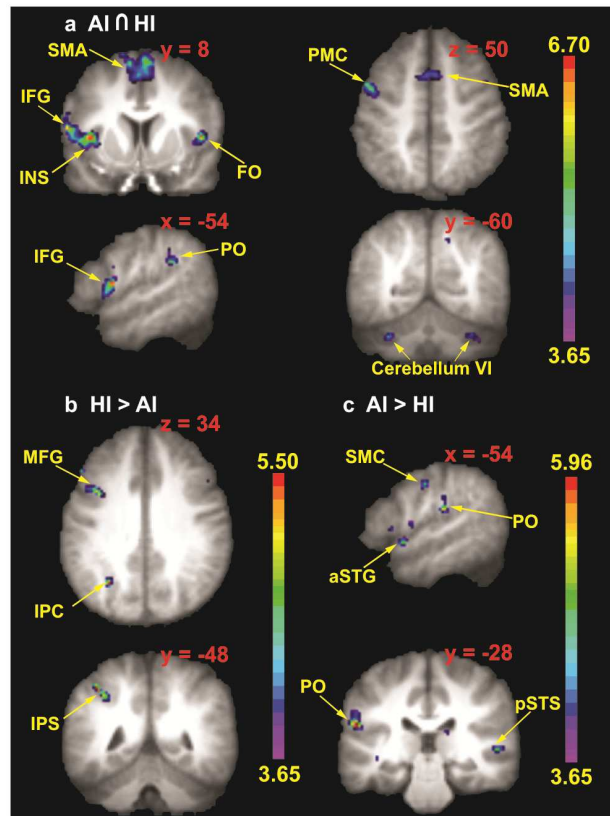 a AI ∩ HI
SMA
y = 8
IFG
INS
FO
z = 50
PMC
SMA
6.70
3.65
x = -54
IFG
PO
y = -60
Cerebellum VI
b HI > AI
z = 34
MFG
IPC
5.50
3.65
y = -48
IPS
c AI > HI
x = -54
SMC
PO
aSTG
5.96
3.65
y = -28
PO
pSTS